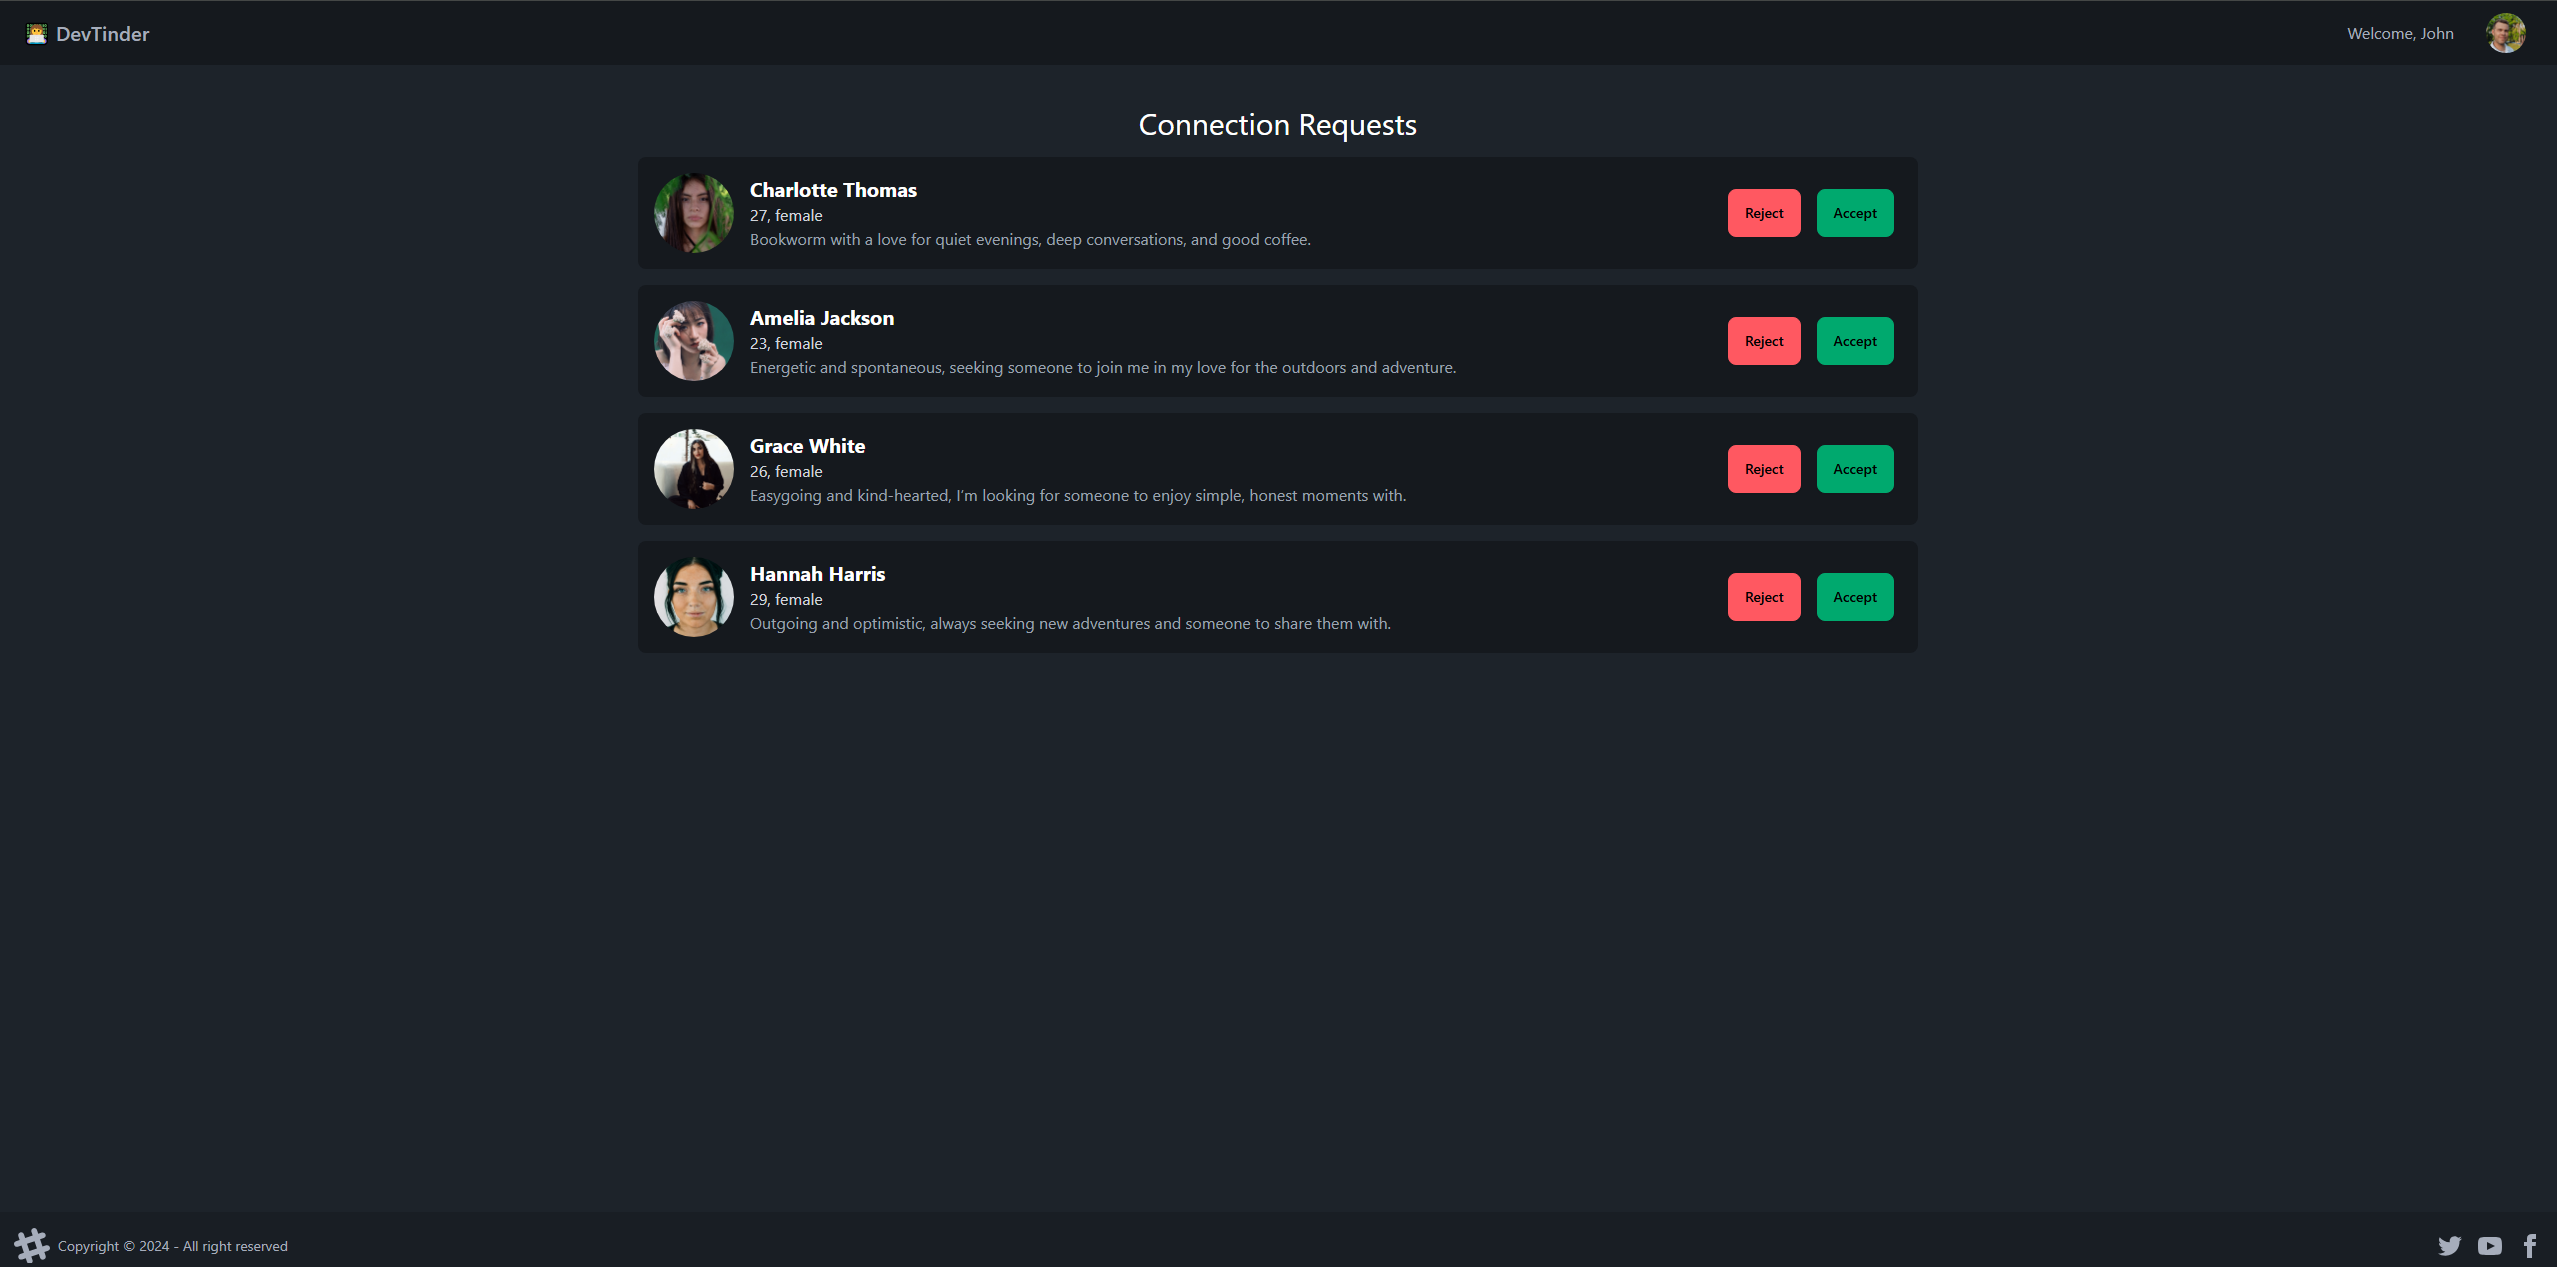 DevTinder
Welcome, John
Connection Requests
Charlotte Thomas
27, female
Bookworm with a love for quiet evenings, deep conversations, and good coffee.
Reject
Accept
Amelia Jackson
23, female
Energetic and spontaneous, seeking someone to join me in my love for the outdoors and adventure.
Reject
Accept
Grace White
26, female
Easygoing and kind-hearted, I’m looking for someone to enjoy simple, honest moments with.
Reject
Accept
Hannah Harris
29, female
Outgoing and optimistic, always seeking new adventures and someone to share them with.
Reject
Accept
Copyright © 2024 - All right reserved